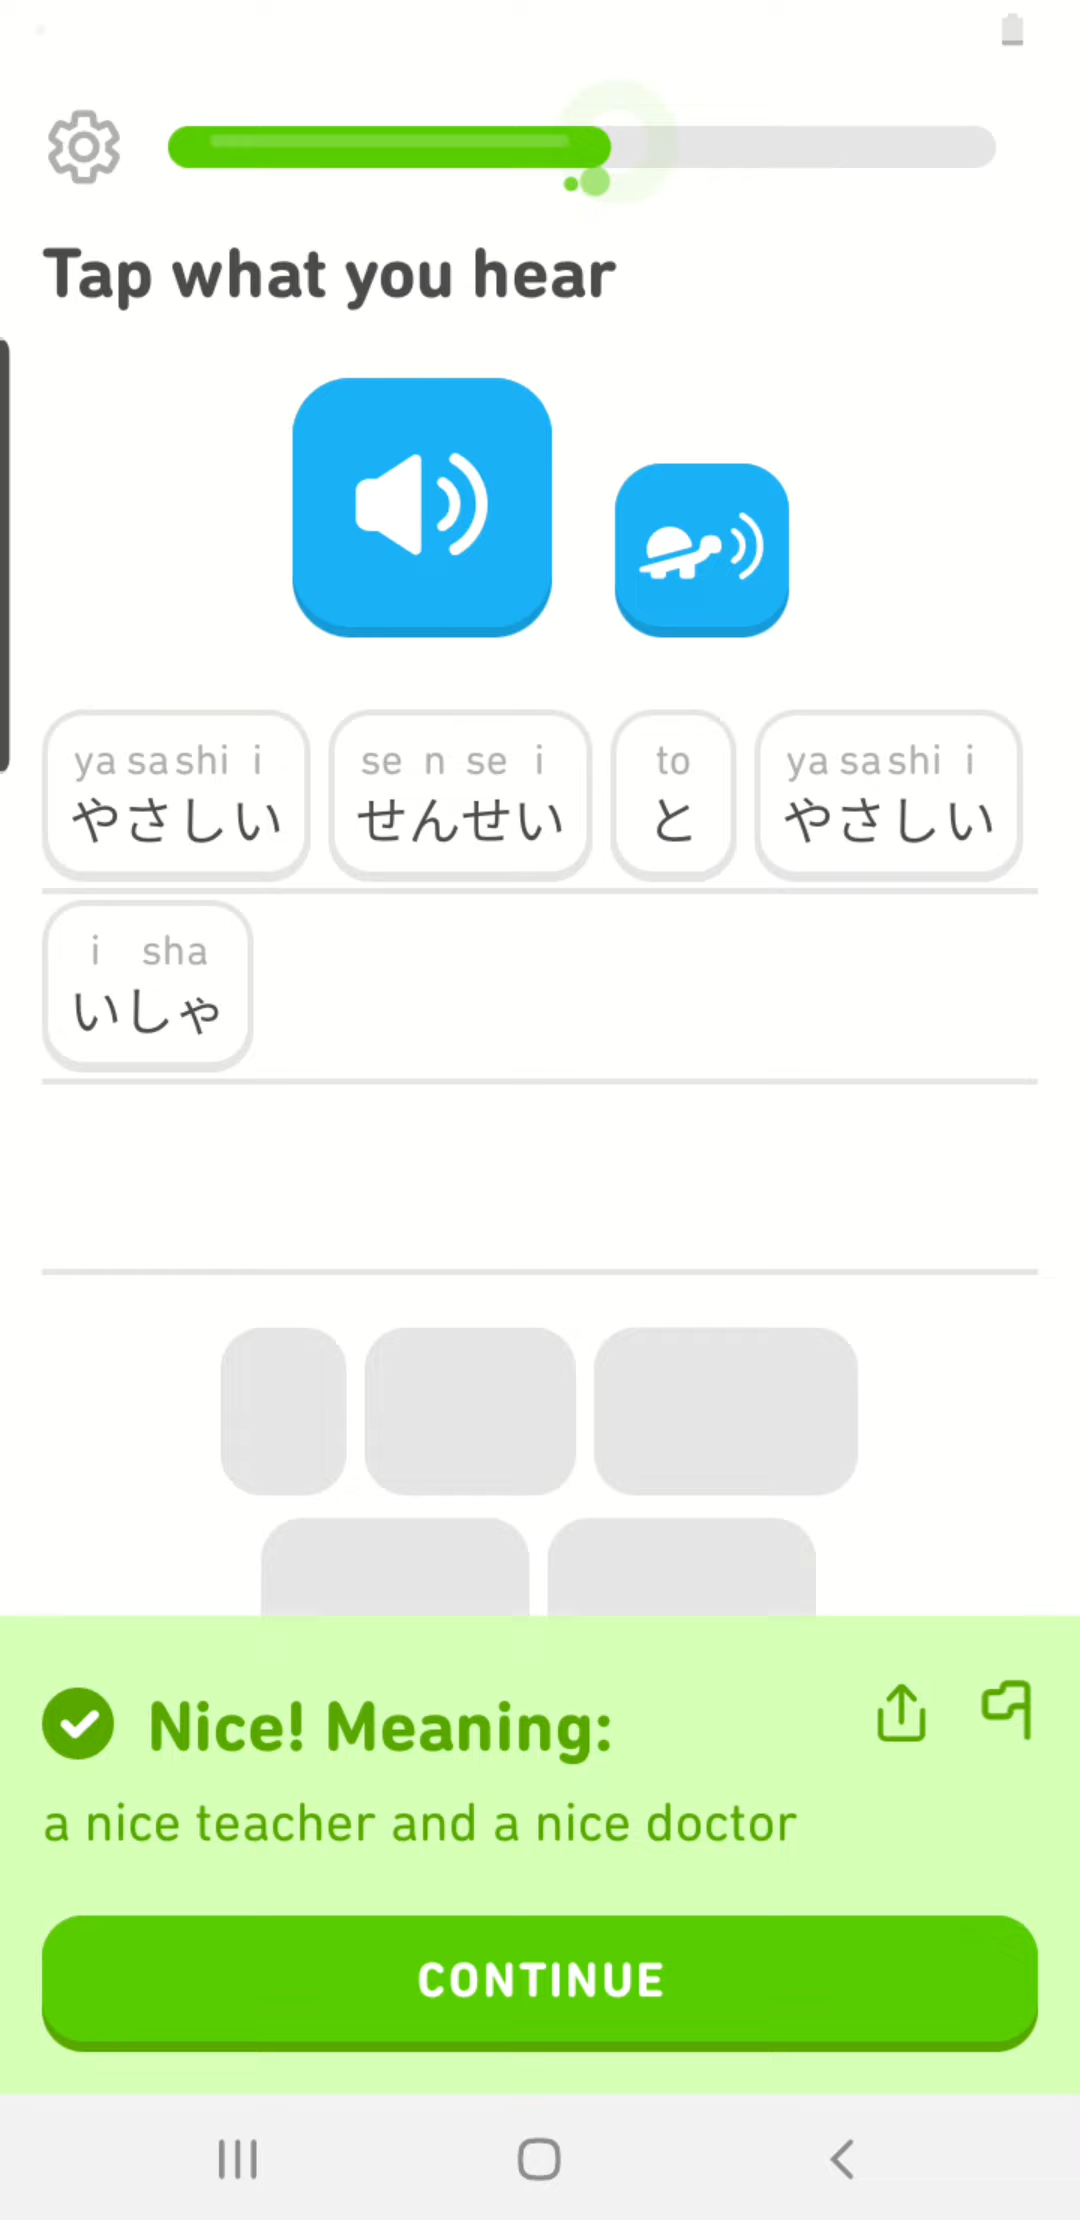 Tap what you hear
ya sa shi i se n se i to ya sa shi i
やさしい せんせい と やさしい
i sha
いしゃ
Nice! Meaning:
a nice teacher and a nice doctor
CONTINUE